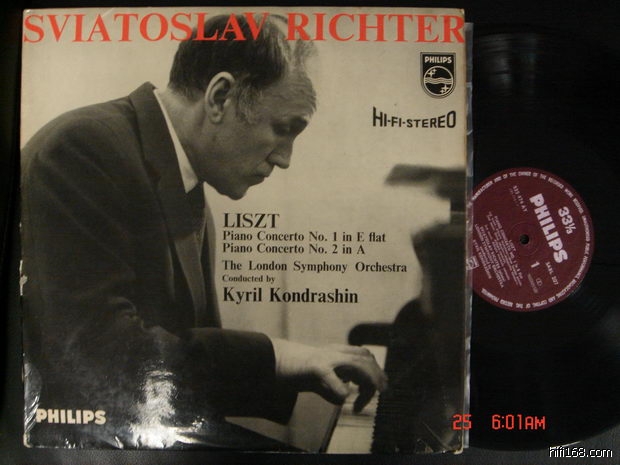 SVIATOSLAV RICHTER
PHILIPS
HI-FI-STEREO
LISZT
Piano Concerto No. 1 in E flat
Piano Concerto No. 2 in A
The London Symphony Orchestra
Conducted by
Kyril Kondrashin
PHILIPS
33⅓
PHILIPS
1
25 6:01AM
hifi168.com